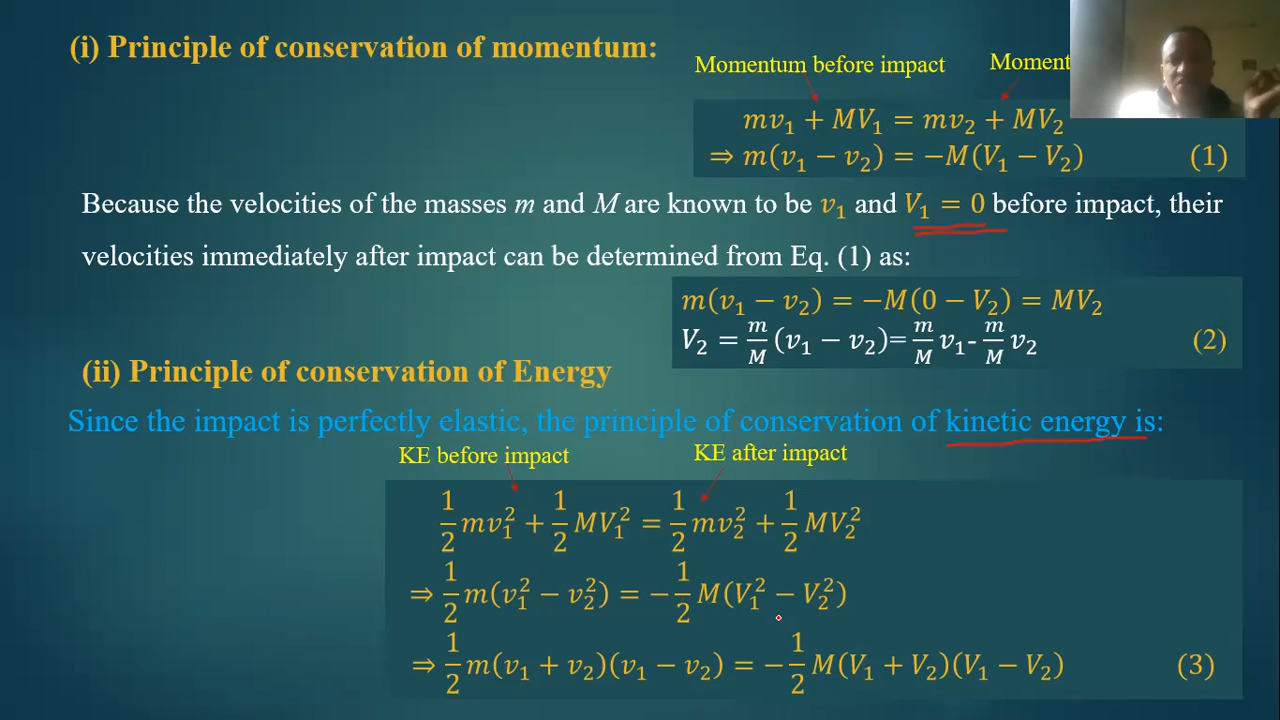 (i) Principle of conservation of momentum:
Momentum before impact
mv₁ + MV₁ = mv₂ + MV₂
⇒ m(v₁ − v₂) = −M(V₁ − V₂) (1)
Because the velocities of the masses m and M are known to be v₁ and V₁ = 0 before impact, their
velocities immediately after impact can be determined from Eq. (1) as:
m(v₁ − v₂) = −M(0 − V₂) = MV₂
V₂ = m/M (v₁ − v₂)= m/M v₁- m/M v₂ (2)
(ii) Principle of conservation of Energy
Since the impact is perfectly elastic, the principle of conservation of kinetic energy is:
KE before impact KE after impact
1/2 mv₁² + 1/2 MV₁² = 1/2 mv₂² + 1/2 MV₂²
⇒ 1/2 m(v₁² − v₂²) = − 1/2 M(V₁² − V₂²)
⇒ 1/2 m(v₁ + v₂)(v₁ − v₂) = − 1/2 M(V₁ + V₂)(V₁ − V₂) (3)